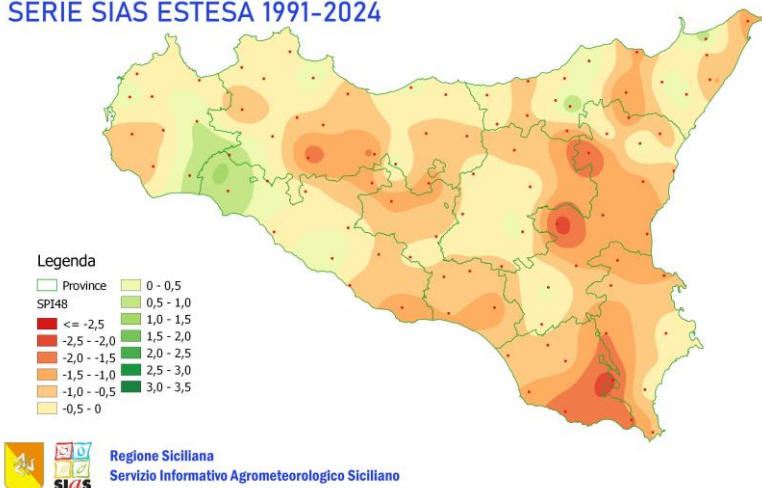 SERIE SIAS ESTESA 1991-2024
Legenda
Province
SPI48
<= -2,5
-2,5 - -2,0
-2,0 - -1,5
-1,5 - -1,0
-1,0 - -0,5
-0,5 - 0
0 - 0,5
0,5 - 1,0
1,0 - 1,5
1,5 - 2,0
2,0 - 2,5
2,5 - 3,0
3,0 - 3,5
SIAS
Regione Siciliana
Servizio Informativo Agrometeorologico Siciliano